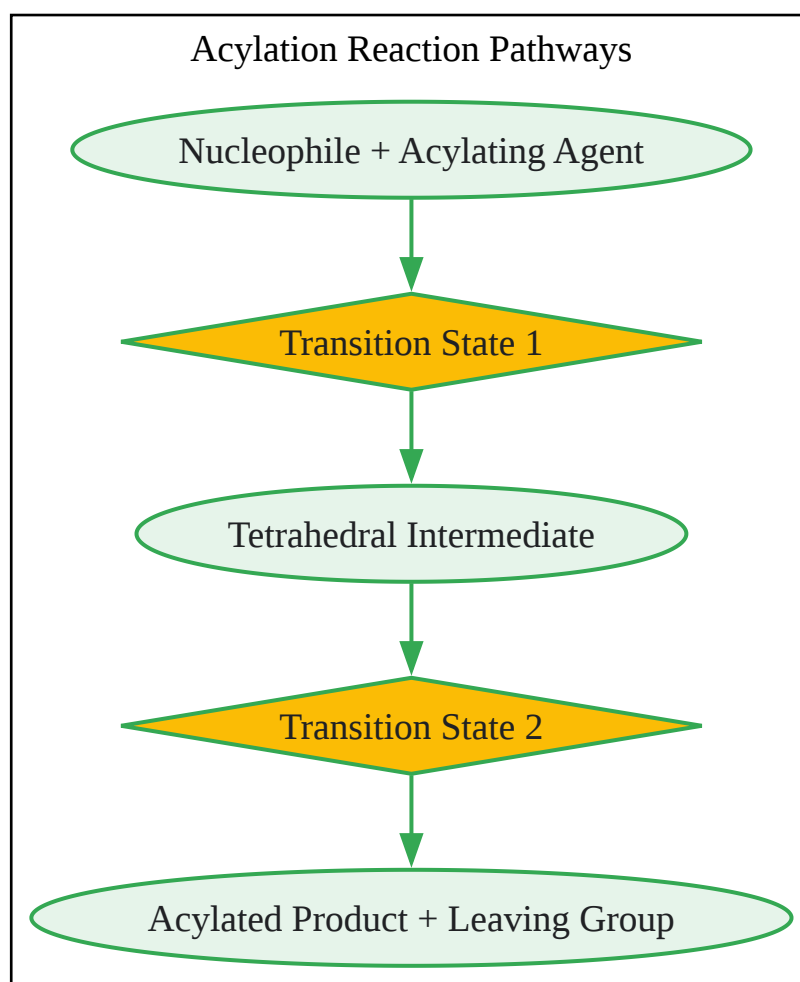 Acylation Reaction Pathways
Nucleophile + Acylating Agent
Transition State 1
Tetrahedral Intermediate
Transition State 2
Acylated Product + Leaving Group